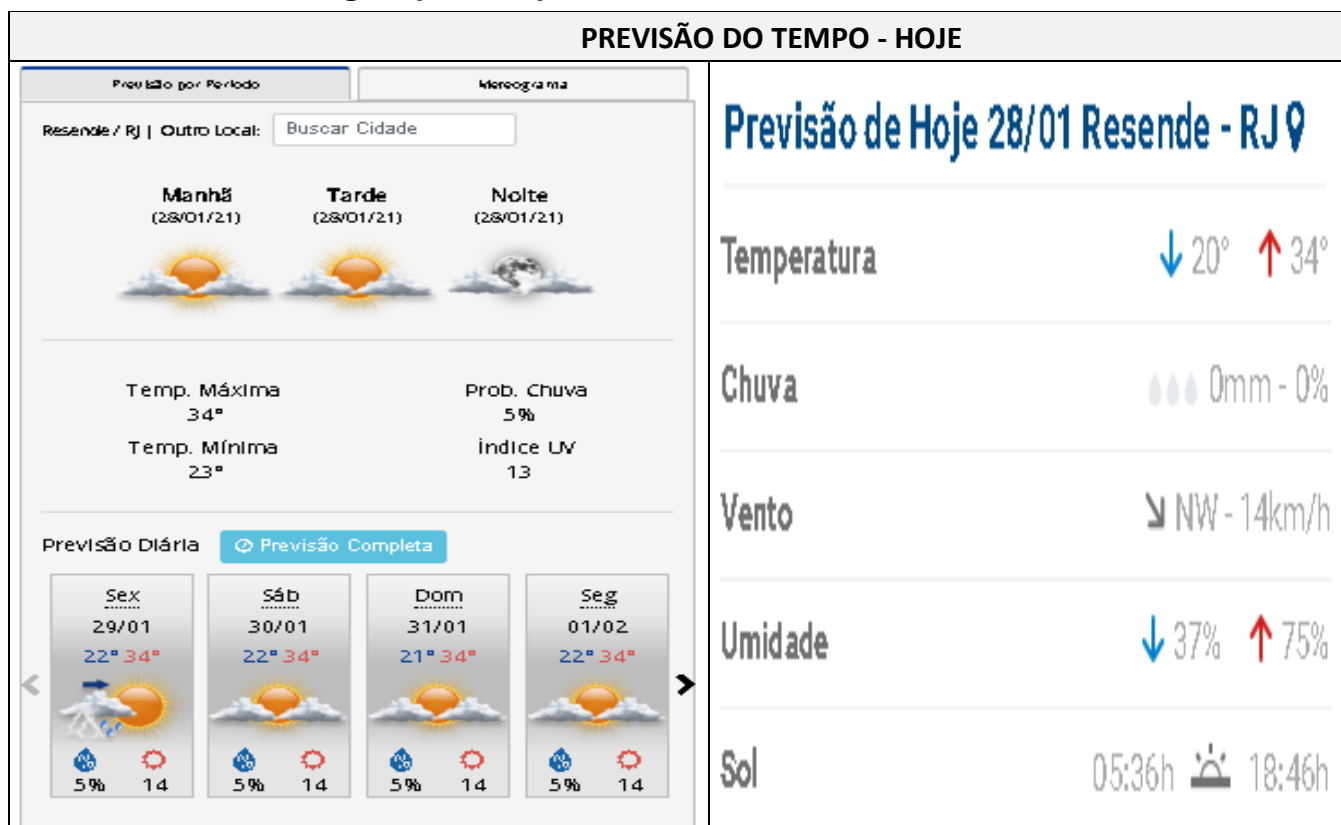 PREVISÃO DO TEMPO - HOJE
Previsão por Período
Meteograma
Resende / RJ | Outro Local: Buscar Cidade
Manhã Tarde Noite
(28/01/21) (28/01/21) (28/01/21)
Temp. Máxima Prob. Chuva
34° 5%
Temp. Mínima Índice UV
23° 13
Previsão Diária Previsão Completa
Sex Sáb Dom Seg
29/01 30/01 31/01 01/02
22° 34° 22° 34° 21° 34° 22° 34°
5% 14 5% 14 5% 14 5% 14
Previsão de Hoje 28/01 Resende - RJ
Temperatura 20° 34°
Chuva 0mm - 0%
Vento NW - 14km/h
Umidade 37% 75%
Sol 05:36h 18:46h